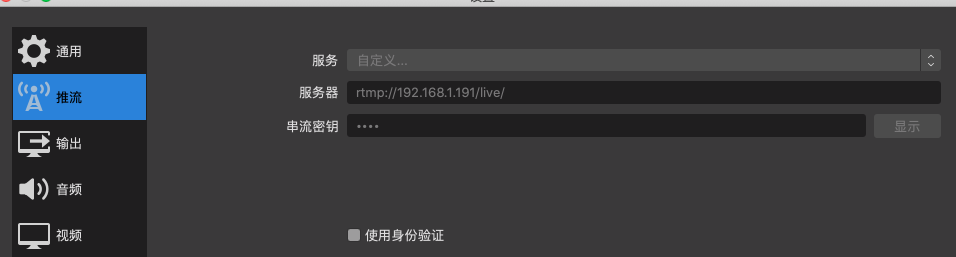 通用
推流
输出
音频
视频
服务 自定义...
服务器 rtmp://192.168.1.191/live/
串流密钥 •••• 显示
使用身份验证